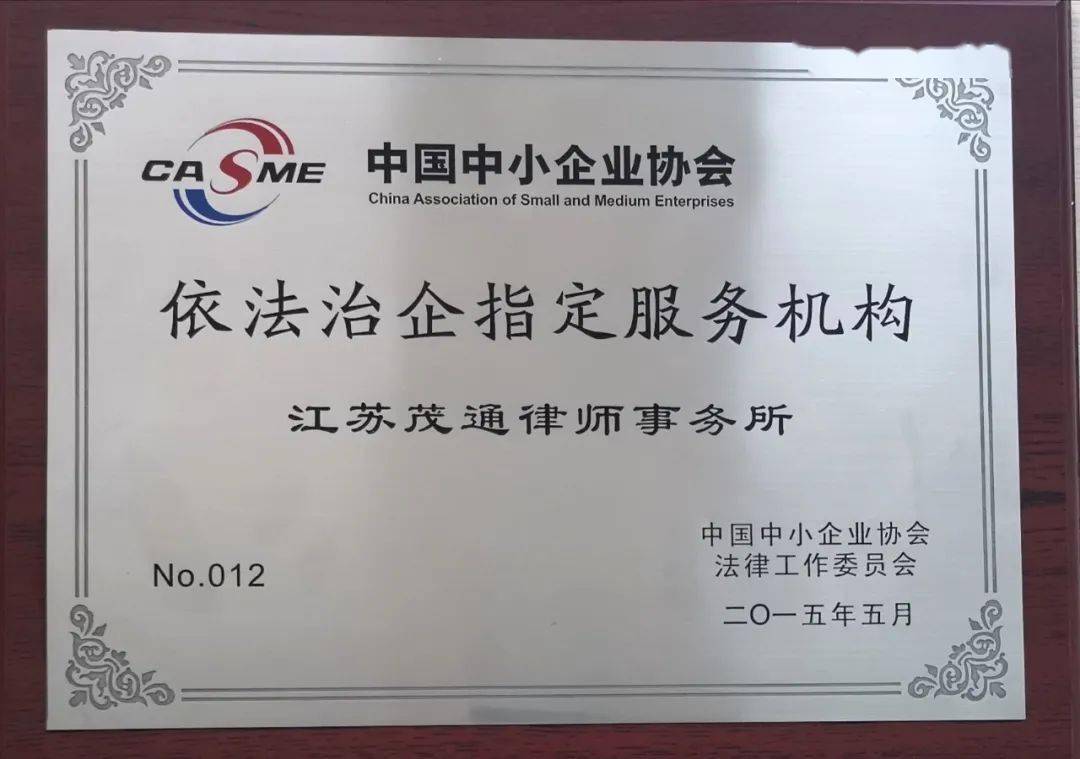 CASME
中国中小企业协会
China Association of Small and Medium Enterprises
依法治企指定服务机构
江苏茂通律师事务所
No.012
中国中小企业协会
法律工作委员会
二〇一五年五月